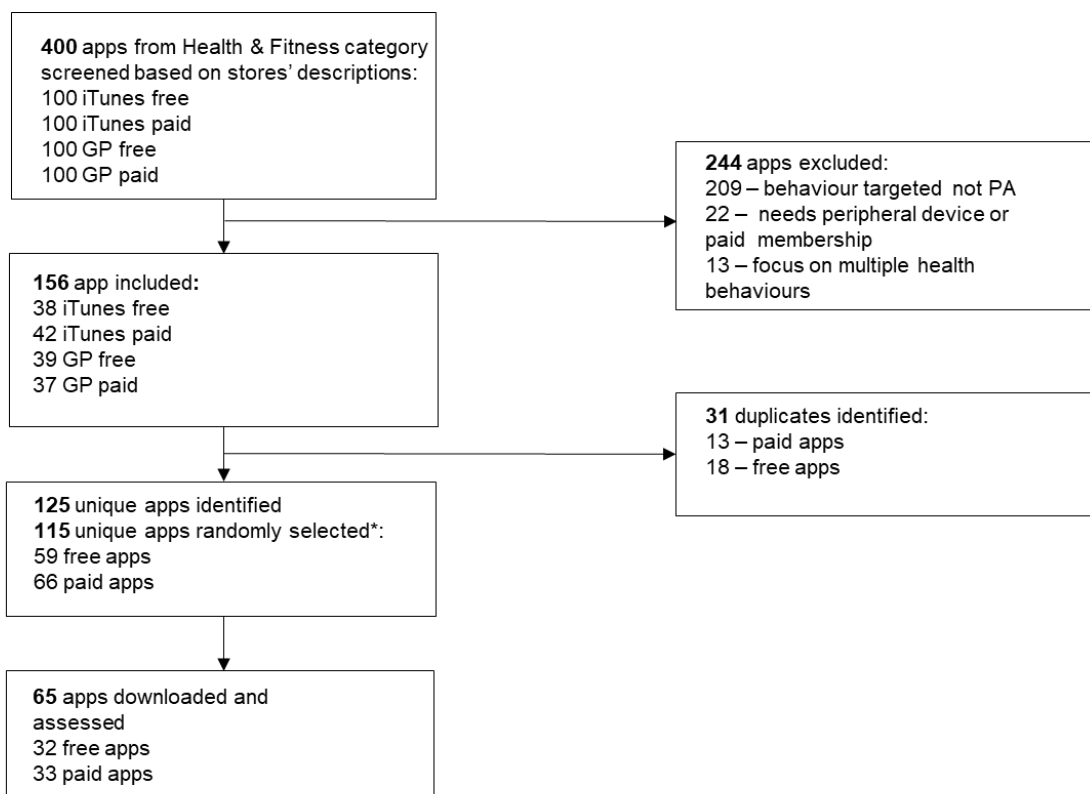 400 apps from Health & Fitness category
screened based on stores’ descriptions:
100 iTunes free
100 iTunes paid
100 GP free
100 GP paid
244 apps excluded:
209 – behaviour targeted not PA
22 – needs peripheral device or
paid membership
13 – focus on multiple health
behaviours
156 app included:
38 iTunes free
42 iTunes paid
39 GP free
37 GP paid
31 duplicates identified:
13 – paid apps
18 – free apps
125 unique apps identified
115 unique apps randomly selected*:
59 free apps
66 paid apps
65 apps downloaded and
assessed
32 free apps
33 paid apps